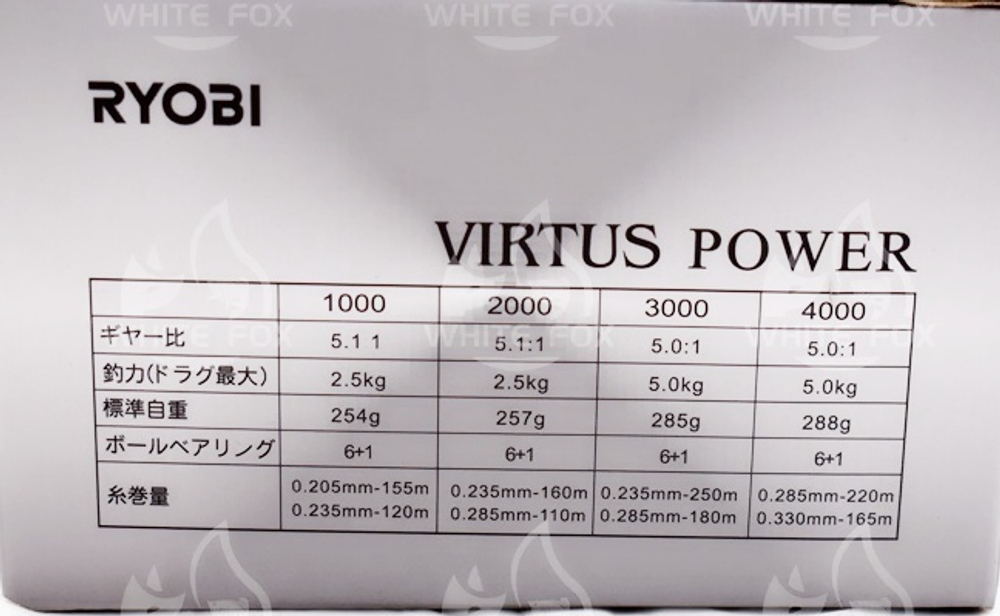 WHITE FOX WHITE FOX WHITE FOX
RYOBI
VIRTUS POWER
1000 2000 3000 4000
ギヤー比 5.1 1 5.1:1 5.0:1 5.0:1
WHITE FOX WHITE FOX WHITE FOX
釣力(ドラグ最大) 2.5kg 2.5kg 5.0kg 5.0kg
標準自重 254g 257g 285g 288g
ボールベアリング 6+1 6+1 6+1 6+1
糸巻量 0.205mm-155m 0.235mm-160m 0.235mm-250m 0.285mm-220m
0.235mm-120m 0.285mm-110m 0.285mm-180m 0.330mm-165m